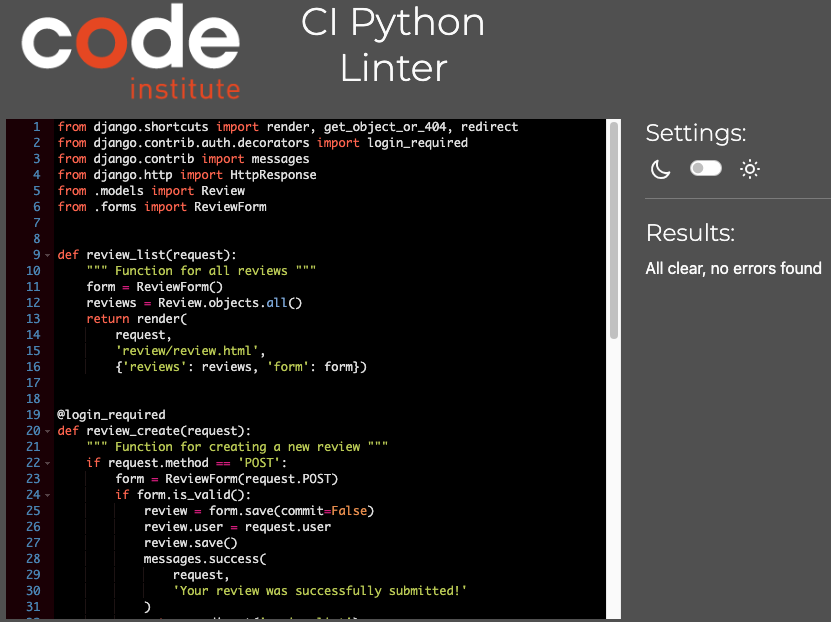 code
institute
CI Python
Linter
1 from django.shortcuts import render, get_object_or_404, redirect
2 from django.contrib.auth.decorators import login_required
3 from django.contrib import messages
4 from django.http import HttpResponse
5 from .models import Review
6 from .forms import ReviewForm
7
8
9 def review_list(request):
10     """ Function for all reviews """
11     form = ReviewForm()
12     reviews = Review.objects.all()
13     return render(
14         request,
15         'review/review.html',
16         {'reviews': reviews, 'form': form})
17
18
19 @login_required
20 def review_create(request):
21     """ Function for creating a new review """
22     if request.method == 'POST':
23         form = ReviewForm(request.POST)
24         if form.is_valid():
25             review = form.save(commit=False)
26             review.user = request.user
27             review.save()
28             messages.success(
29                 request,
30                 'Your review was successfully submitted!'
31             )
Settings:
Results:
All clear, no errors found